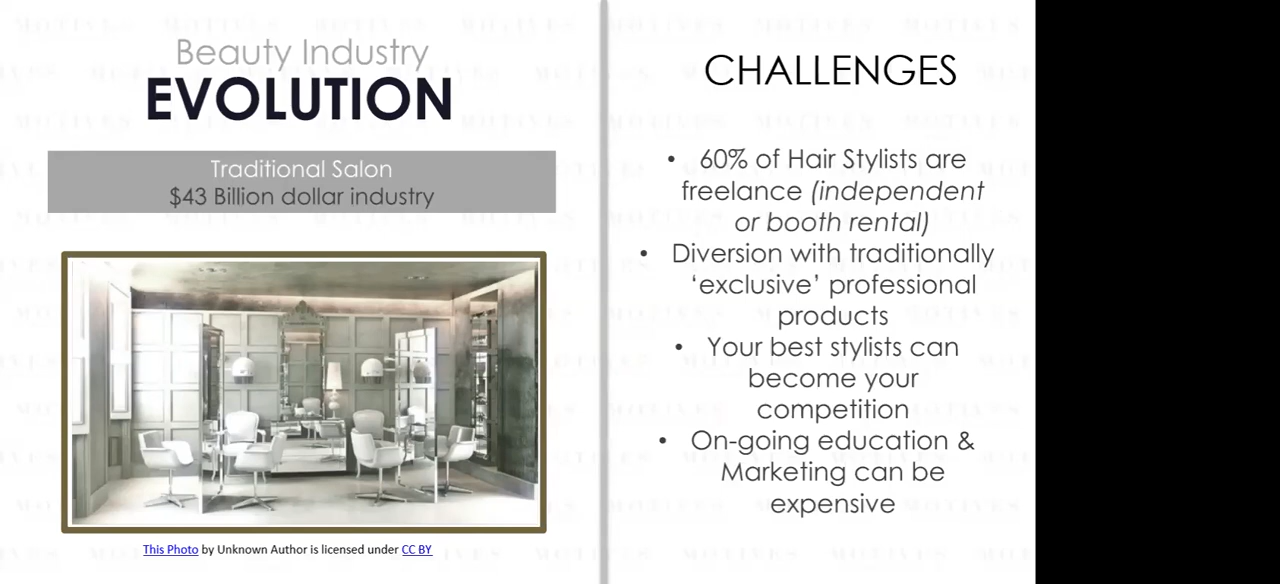 Beauty Industry
EVOLUTION
Traditional Salon
$43 Billion dollar industry
This Photo by Unknown Author is licensed under CC BY
CHALLENGES
• 60% of Hair Stylists are
freelance (independent
or booth rental)
• Diversion with traditionally
‘exclusive’ professional
products
• Your best stylists can
become your
competition
• On-going education &
Marketing can be
expensive
MOTIVES